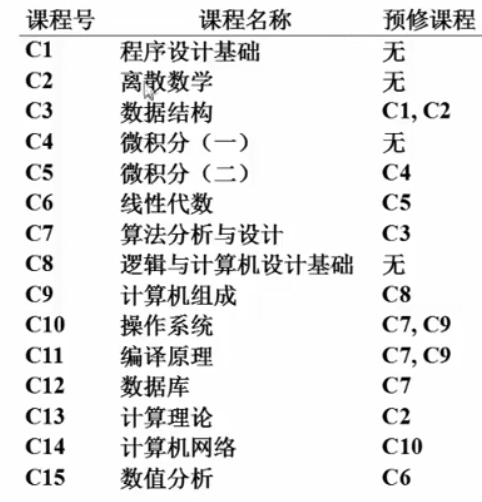 课程号 课程名称 预修课程
C1 程序设计基础 无
C2 离散数学 无
C3 数据结构 C1, C2
C4 微积分（一） 无
C5 微积分（二） C4
C6 线性代数 C5
C7 算法分析与设计 C3
C8 逻辑与计算机设计基础 无
C9 计算机组成 C8
C10 操作系统 C7, C9
C11 编译原理 C7, C9
C12 数据库 C7
C13 计算理论 C2
C14 计算机网络 C10
C15 数值分析 C6